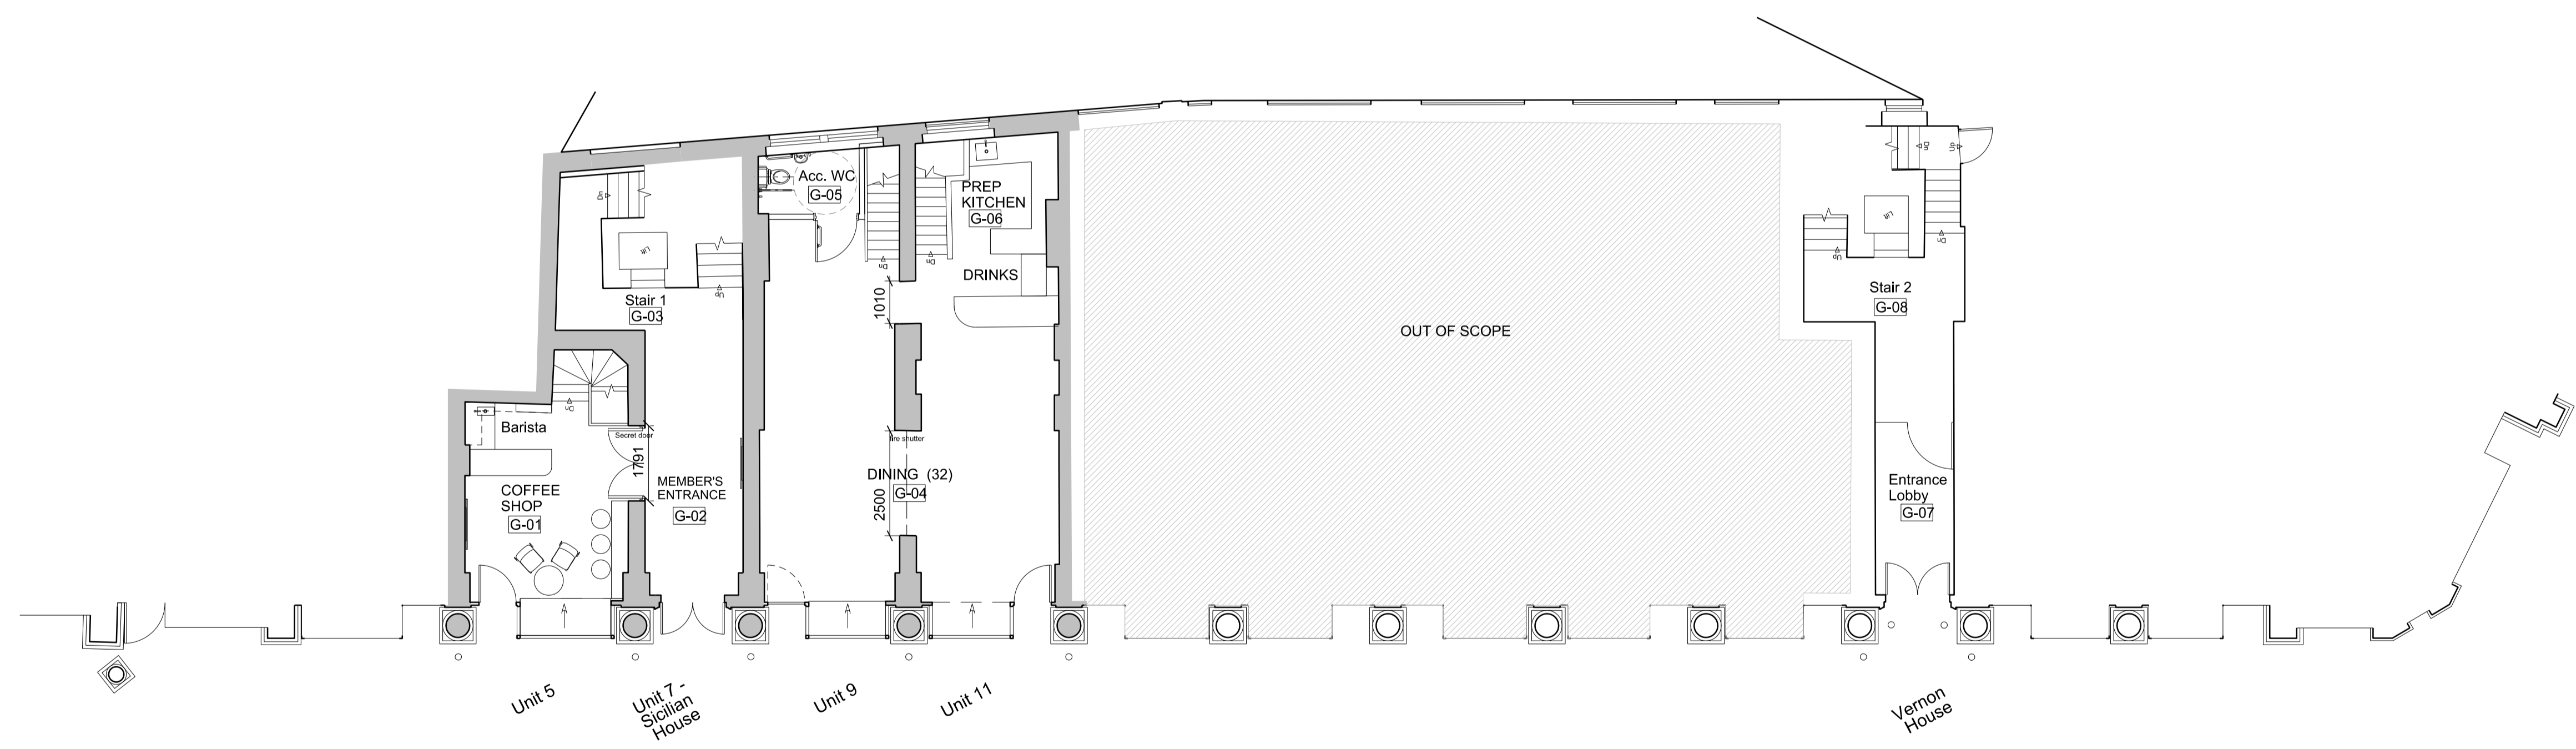 Acc. WC
G-05
PREP
KITCHEN
G-06
Dn
Lift
Up
Stair 1
G-03
Dn
Dn
DRINKS
1010
OUT OF SCOPE
Dn
Up
Lift
Up
Dn
Stair 2
G-08
Dn
Barista
Secret door
1791
MEMBER'S
ENTRANCE
G-02
COFFEE
SHOP
G-01
fire shutter
DINING (32)
G-04
2500
Entrance
Lobby
G-07
Unit 5
Unit 7 -
Sicilian
House
Unit 9
Unit 11
Vernon
House